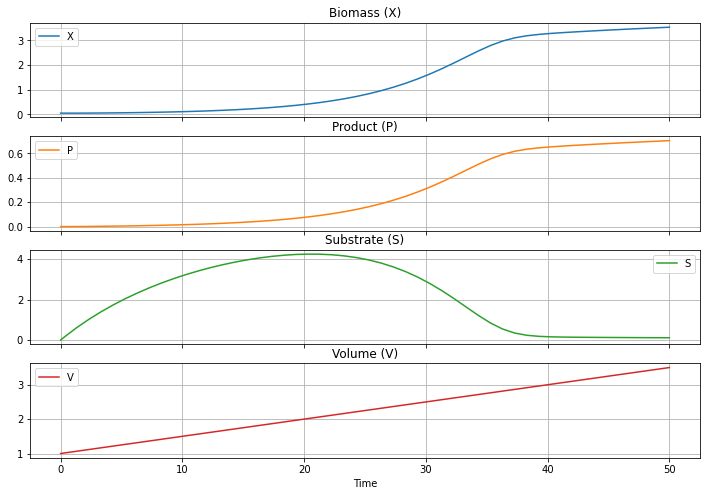 Biomass (X)
3
2
1
0
X
Product (P)
0.6
0.4
0.2
0.0
P
Substrate (S)
4
2
0
S
Volume (V)
3
2
1
V
0 10 20 30 40 50
Time